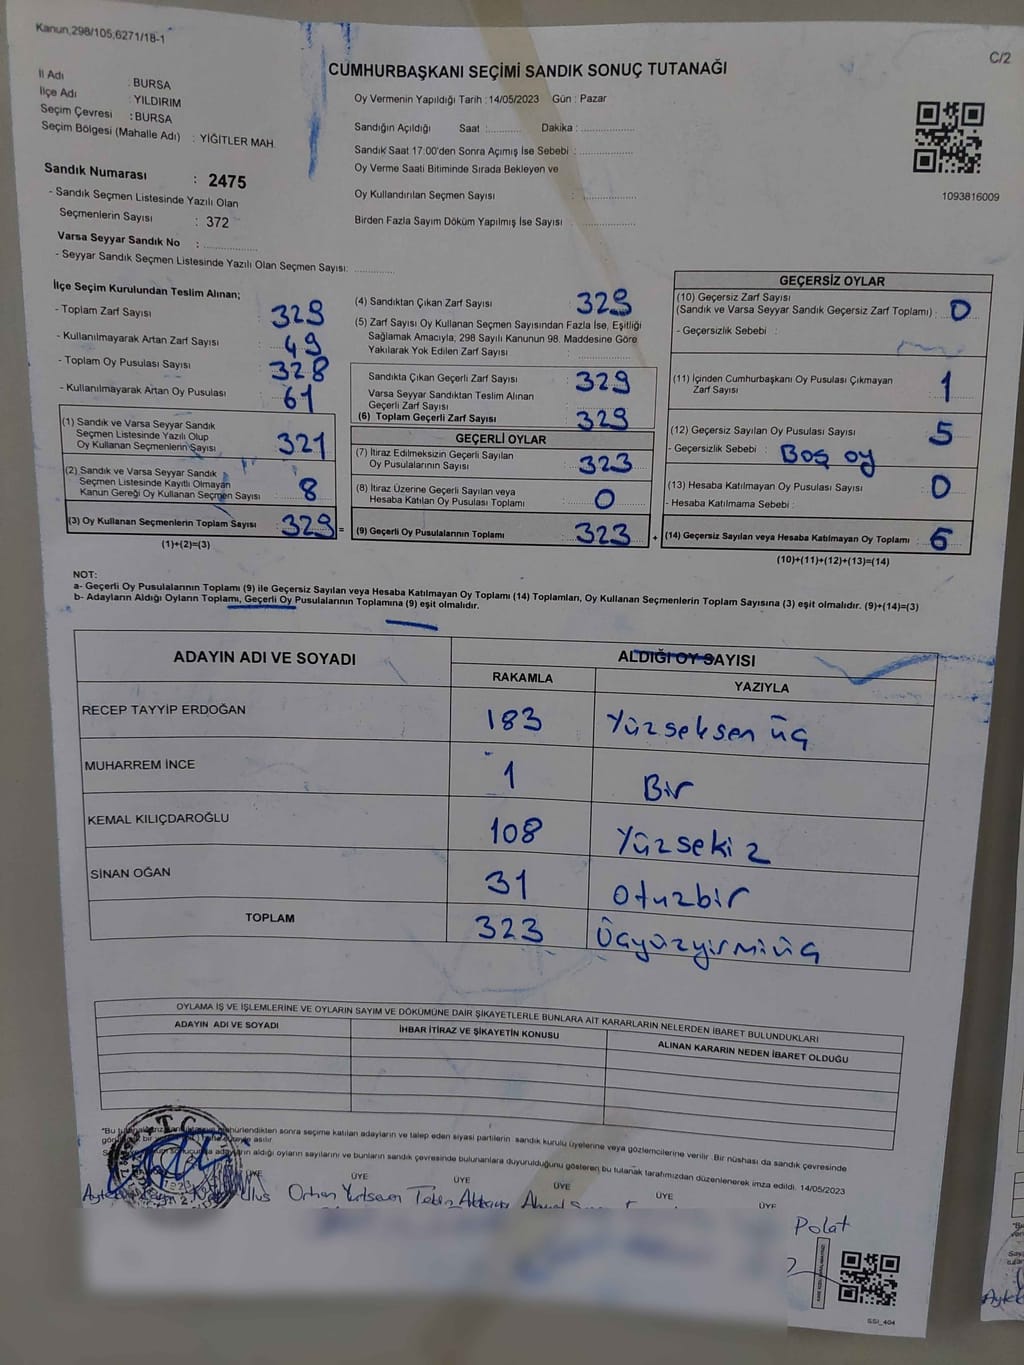 Kanun,298/105;6271/18-1
C/2
CUMHURBAŞKANI SEÇİMİ SANDIK SONUÇ TUTANAĞI
İl Adı : BURSA
İlçe Adı : YILDIRIM
Seçim Çevresi : BURSA
Seçim Bölgesi (Mahalle Adı) : YİĞİTLER MAH.
Sandık Numarası : 2475
- Sandık Seçmen Listesinde Yazılı Olan
Seçmenlerin Sayısı : 372
Varsa Seyyar Sandık No : ..................
- Seyyar Sandık Seçmen Listesinde Yazılı Olan Seçmen Sayısı: ............
Oy Vermenin Yapıldığı Tarih : 14/05/2023 Gün : Pazar
Sandığın Açıldığı Saat :........... Dakika :..................
Sandık Saat 17.00'den Sonra Açımış İse Sebebi : ..................
Oy Verme Saati Bitiminde Sırada Bekleyen ve
Oy Kullandırılan Seçmen Sayısı : ..................
Birden Fazla Sayım Döküm Yapılmış İse Sayısı : ..................
1093816009
İlçe Seçim Kurulundan Teslim Alınan;
- Toplam Zarf Sayısı 329
- Kullanılmayarak Artan Zarf Sayısı 49
- Toplam Oy Pusulası Sayısı 328
- Kullanılmayarak Artan Oy Pusulası 61
(1) Sandık ve Varsa Seyyar Sandık
Seçmen Listesinde Yazılı Olup
Oy Kullanan Seçmenlerin Sayısı 321
(2) Sandık ve Varsa Seyyar Sandık
Seçmen Listesinde Kayıtlı Olmayan
Kanun Gereği Oy Kullanan Seçmen Sayısı 8
(3) Oy Kullanan Seçmenlerin Toplam Sayısı 329 =
(1)+(2)=(3)
(4) Sandıktan Çıkan Zarf Sayısı 329
(5) Zarf Sayısı Oy Kullanan Seçmen Sayısından Fazla İse, Eşitliği
Sağlamak Amacıyla; 298 Sayılı Kanunun 98. Maddesine Göre
Yakılarak Yok Edilen Zarf Sayısı : ..................
Sandıkta Çıkan Geçerli Zarf Sayısı : 329
Varsa Seyyar Sandıktan Teslim Alınan
Geçerli Zarf Sayısı
(6) Toplam Geçerli Zarf Sayısı : 329
GEÇERLİ OYLAR
(7) İtiraz Edilmeksizin Geçerli Sayılan
Oy Pusulalarının Sayısı : 323
(8) İtiraz Üzerine Geçerli Sayılan veya
Hesaba Katılan Oy Pusulası Toplamı : 0
(9) Geçerli Oy Pusulalarının Toplamı : 323 +
GEÇERSİZ OYLAR
(10) Geçersiz Zarf Sayısı
(Sandık ve Varsa Seyyar Sandık Geçersiz Zarf Toplamı) : 0
- Geçersizlik Sebebi :
(11) İçinden Cumhurbaşkanı Oy Pusulası Çıkmayan
Zarf Sayısı 1
(12) Geçersiz Sayılan Oy Pusulası Sayısı : 5
- Geçersizlik Sebebi : Boş oy
(13) Hesaba Katılmayan Oy Pusulası Sayısı : 0
- Hesaba Katılmama Sebebi :
(14) Geçersiz Sayılan veya Hesaba Katılmayan Oy Toplamı : 6
(10)+(11)+(12)+(13)=(14)
NOT:
a- Geçerli Oy Pusulalarının Toplamı (9) ile Geçersiz Sayılan veya Hesaba Katılmayan Oy Toplamı (14) Toplamları, Oy Kullanan Seçmenlerin Toplam Sayısına (3) eşit olmalıdır. (9)+(14)=(3)
b- Adayların Aldığı Oyların Toplamı, Geçerli Oy Pusulalarının Toplamına (9) eşit olmalıdır.
ADAYIN ADI VE SOYADI ALDIĞI OY SAYISI
RAKAMLA YAZIYLA
RECEP TAYYİP ERDOĞAN 183 Yüzseksen üç
MUHARREM İNCE 1 Bir
KEMAL KILIÇDAROĞLU 108 Yüzsekiz
SİNAN OĞAN 31 otuzbir
TOPLAM 323 Üçyüzyirmiüç
OYLAMA İŞ VE İŞLEMLERİNE VE OYLARIN SAYIM VE DÖKÜMÜNE DAİR ŞİKAYETLERLE BUNLARA AİT KARARLARIN NELERDEN İBARET BULUNDUKLARI
ADAYIN ADI VE SOYADI İHBAR İTİRAZ VE ŞİKAYETİN KONUSU ALINAN KARARIN NEDEN İBARET OLDUĞU
mühürlendikten sonra seçime katılan adayların ve talep eden siyasi partilerin sandık kurulu üyelerine veya gözlemcilerine verilir. Bir nüshası da sandık çevresinde
asılır.
aldığı oyların sayılarını ve bunların sandık çevresinde bulunanlara duyurulduğunu gösteren bu tutanak tarafımızdan düzenlenerek imza edildi. 14/05/2023
T.C.
ÜYE ÜYE ÜYE ÜYE ÜYE ÜYE
Orhan
Polat
SSI_404